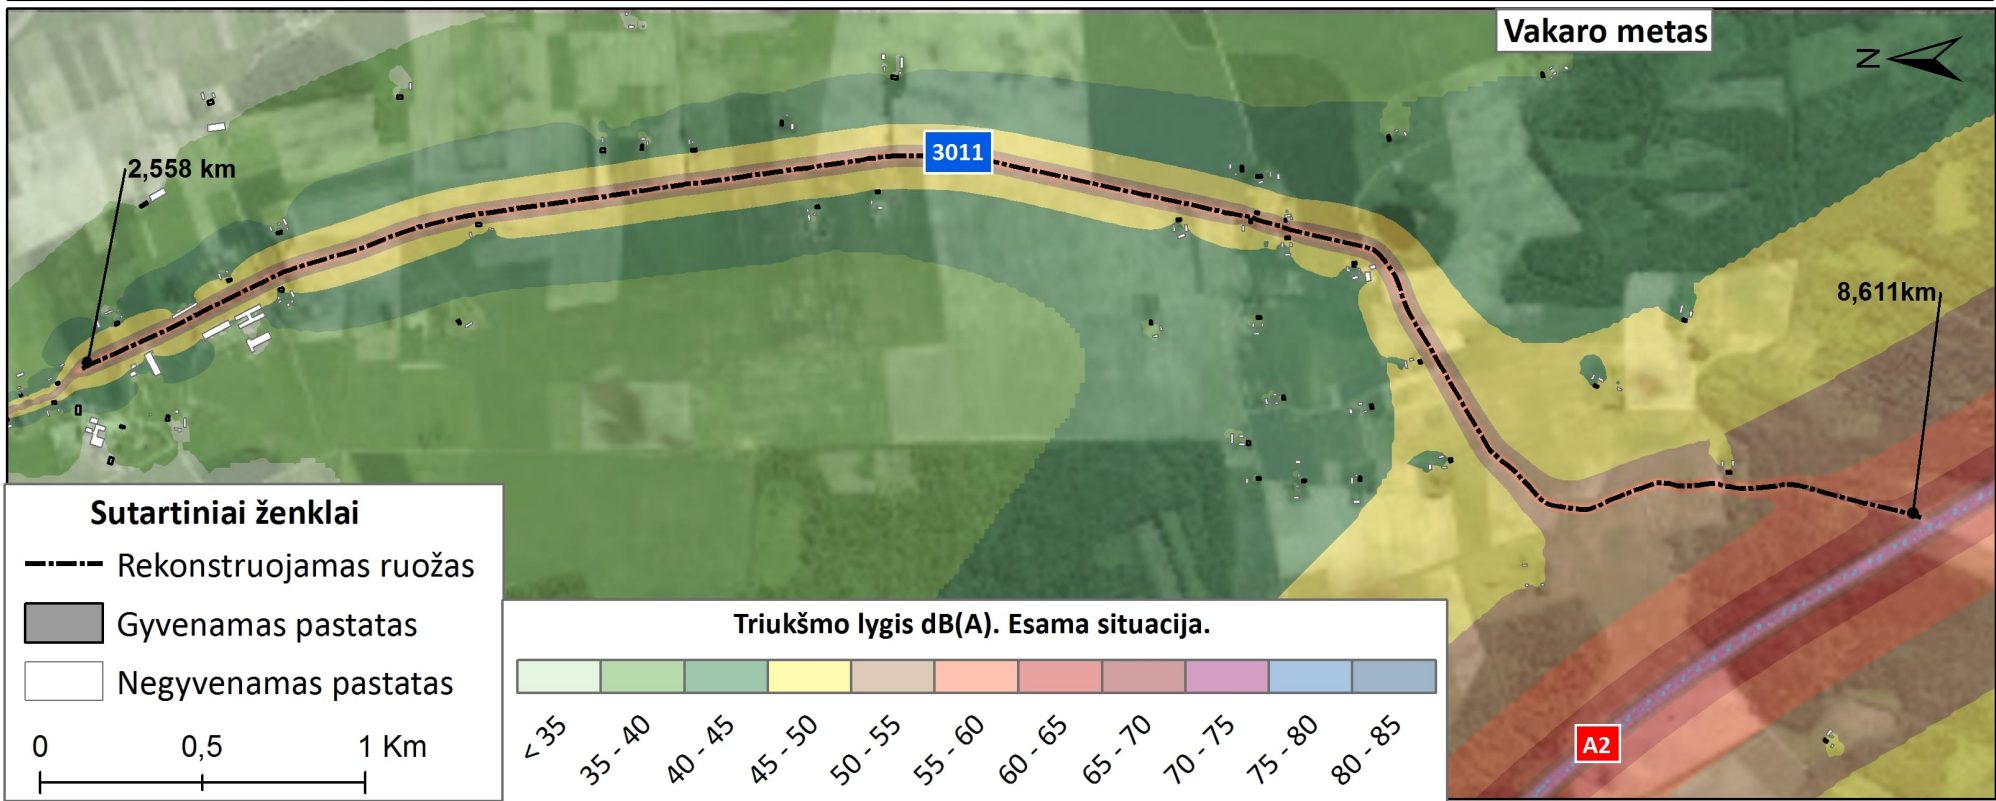 Vakaro metas
N
2,558 km
3011
8,611km
Sutartiniai ženklai
Rekonstruojamas ruožas
Gyvenamas pastatas
Negyvenamas pastatas
0 0,5 1 Km
Triukšmo lygis dB(A). Esama situacija.
< 35 35 - 40 40 - 45 45 - 50 50 - 55 55 - 60 60 - 65 65 - 70 70 - 75 75 - 80 80 - 85
A2